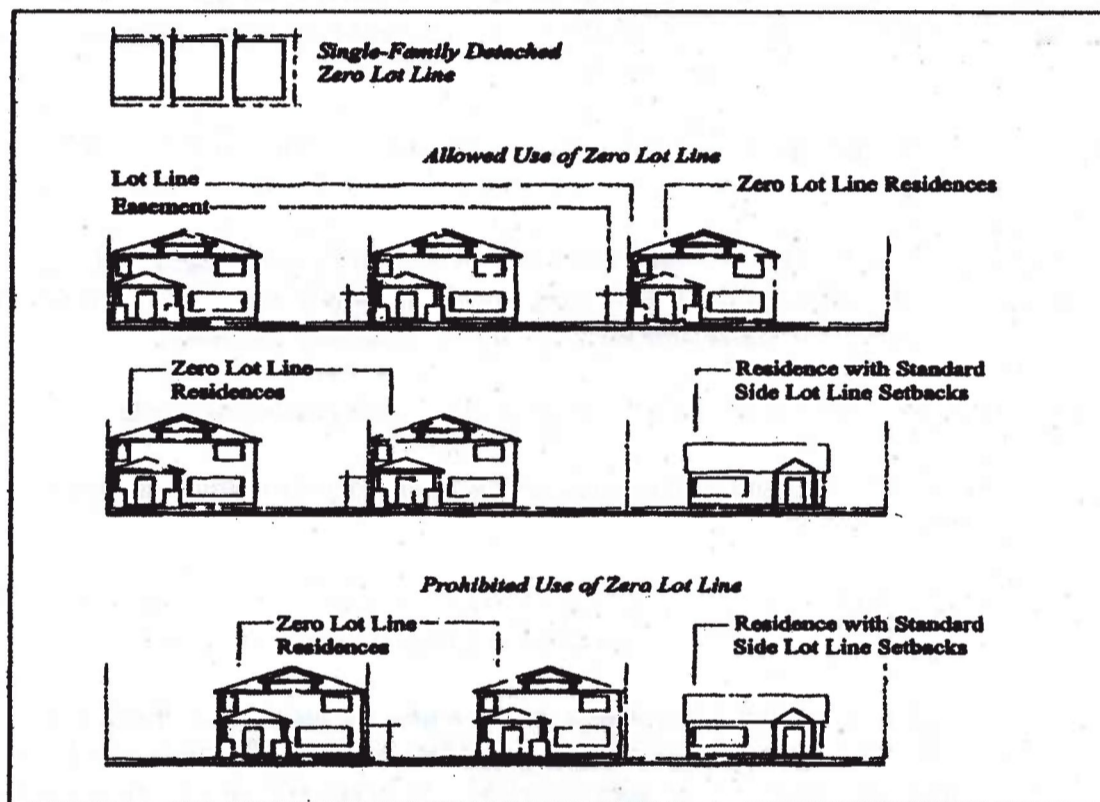 Single-Family Detached
Zero Lot Line
Allowed Use of Zero Lot Line
Lot Line
Zero Lot Line Residences
Easement
Zero Lot Line
Residences
Residence with Standard
Side Lot Line Setbacks
Prohibited Use of Zero Lot Line
Zero Lot Line
Residences
Residence with Standard
Side Lot Line Setbacks